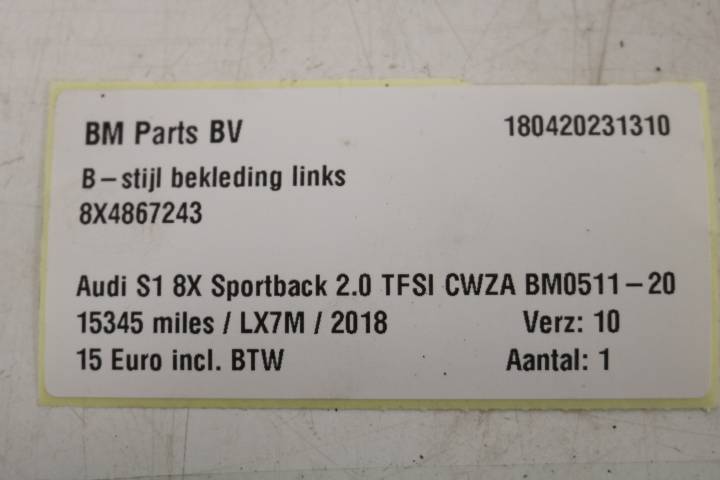 BM Parts BV 180420231310
B-stijl bekleding links
8X4867243
Audi S1 8X Sportback 2.0 TFSI CWZA BM0511-20
15345 miles / LX7M / 2018 Verz: 10
15 Euro incl. BTW Aantal: 1